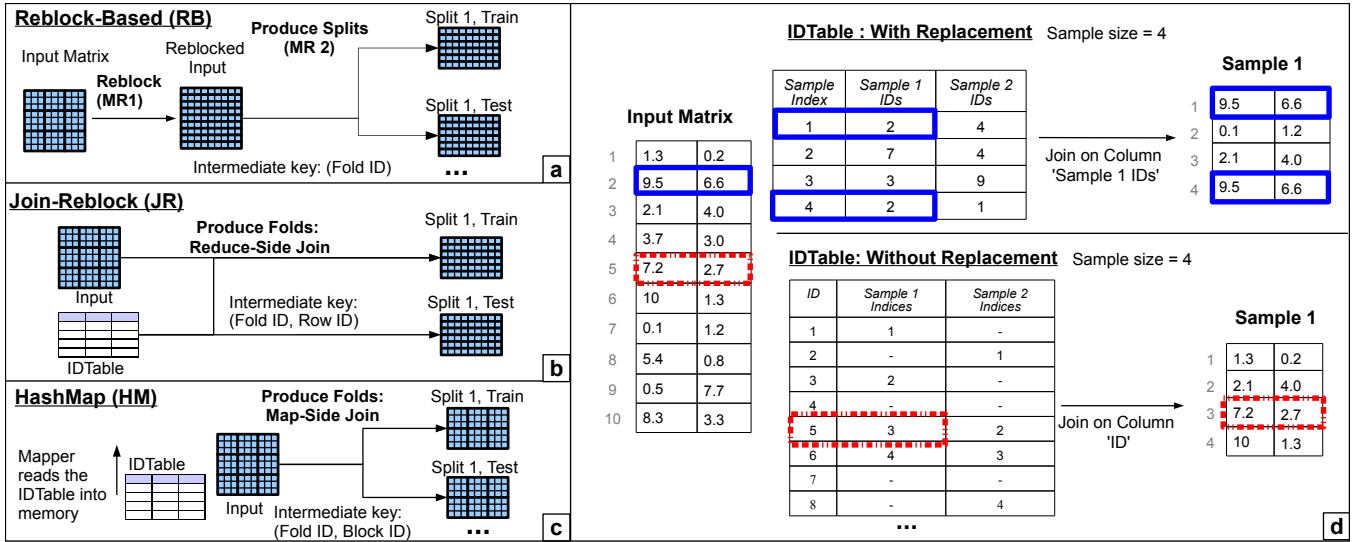 Reblock-Based (RB)
Input Matrix
Reblock
(MR1)
Reblocked
Input
Produce Splits
(MR 2)
Split 1, Train
Split 1, Test
Intermediate key: (Fold ID)
...
a
Join-Reblock (JR)
Produce Folds:
Reduce-Side Join
Input
IDTable
Intermediate key:
(Fold ID, Row ID)
Split 1, Train
Split 1, Test
b
HashMap (HM)
Produce Folds:
Map-Side Join
Mapper
reads the
IDTable into
memory
IDTable
Input
Intermediate key:
(Fold ID, Block ID)
Split 1, Train
Split 1, Test
...
c
Input Matrix
1 1.3 0.2
2 9.5 6.6
3 2.1 4.0
4 3.7 3.0
5 7.2 2.7
6 10 1.3
7 0.1 1.2
8 5.4 0.8
9 0.5 7.7
10 8.3 3.3
IDTable : With Replacement Sample size = 4
Sample Sample 1 Sample 2
Index IDs IDs
1 2 4
2 7 4
3 3 9
4 2 1
Join on Column
'Sample 1 IDs'
Sample 1
1 9.5 6.6
2 0.1 1.2
3 2.1 4.0
4 9.5 6.6
IDTable: Without Replacement Sample size = 4
ID Sample 1 Sample 2
Indices Indices
1 1 -
2 - 1
3 2 -
4 - -
5 3 2
6 4 3
7 - -
8 - 4
...
Join on Column
'ID'
Sample 1
1 1.3 0.2
2 2.1 4.0
3 7.2 2.7
4 10 1.3
d